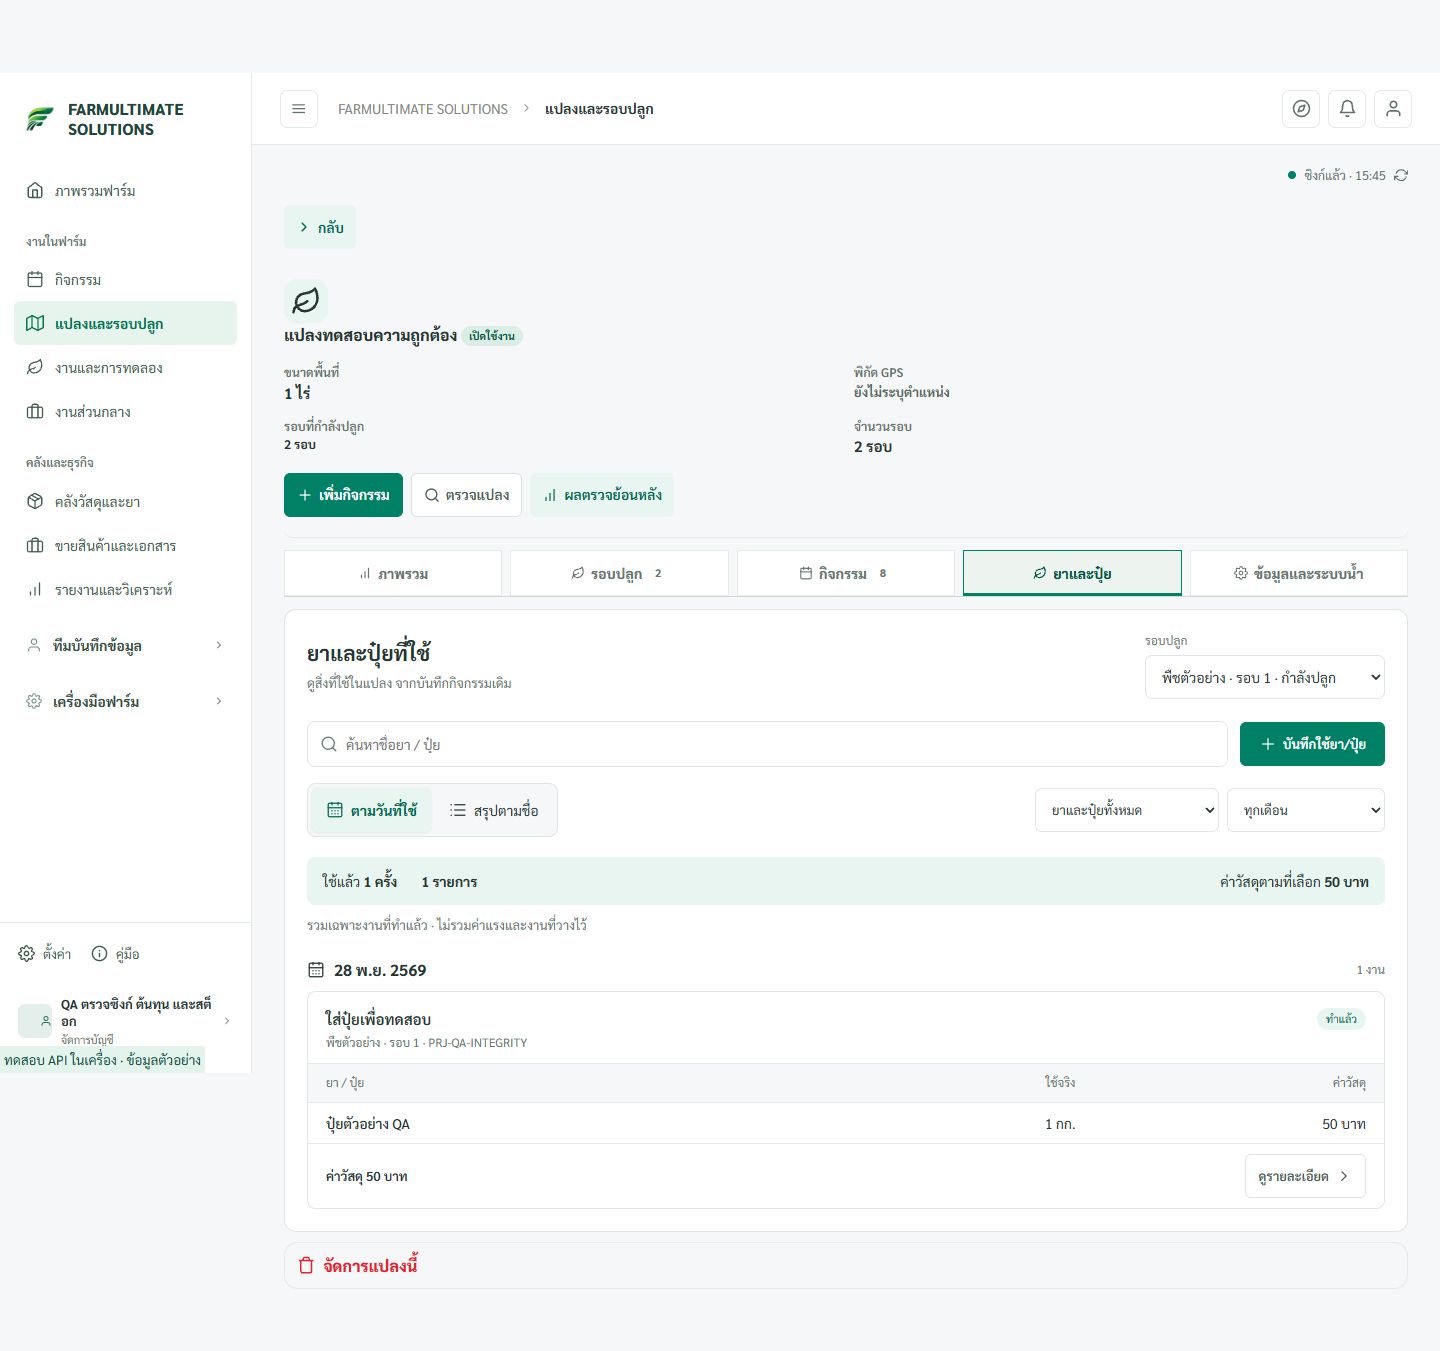 FARMULTIMATE
SOLUTIONS
ภาพรวมฟาร์ม
งานในฟาร์ม
กิจกรรม
แปลงและรอบปลูก
งานและการทดลอง
งานส่วนกลาง
คลังและธุรกิจ
คลังวัสดุและยา
ขายสินค้าและเอกสาร
รายงานและวิเคราะห์
ทีมบันทึกข้อมูล
เครื่องมือฟาร์ม
ตั้งค่า คู่มือ
QA ตรวจซิงก์ ต้นทุน และสต็
อก
จัดการบัญชี
ทดสอบ API ในเครื่อง · ข้อมูลตัวอย่าง
FARMULTIMATE SOLUTIONS แปลงและรอบปลูก
ซิงก์แล้ว · 15:45
กลับ
แปลงทดสอบความถูกต้อง เปิดใช้งาน
ขนาดพื้นที่ พิกัด GPS
1 ไร่ ยังไม่ระบุตำแหน่ง
รอบที่กำลังปลูก จำนวนรอบ
2 รอบ 2 รอบ
เพิ่มกิจกรรม ตรวจแปลง ผลตรวจย้อนหลัง
ภาพรวม รอบปลูก 2 กิจกรรม 8 ยาและปุ๋ย ข้อมูลและระบบน้ำ
ยาและปุ๋ยที่ใช้
ดูสิ่งที่ใช้ในแปลง จากบันทึกกิจกรรมเดิม
รอบปลูก
พืชตัวอย่าง · รอบ 1 · กำลังปลูก
ค้นหาชื่อยา / ปุ๋ย บันทึกใช้ยา/ปุ๋ย
ตามวันที่ใช้ สรุปตามชื่อ ยาและปุ๋ยทั้งหมด ทุกเดือน
ใช้แล้ว 1 ครั้ง 1 รายการ ค่าวัสดุตามที่เลือก 50 บาท
รวมเฉพาะงานที่ทำแล้ว · ไม่รวมค่าแรงและงานที่วางไว้
28 พ.ย. 2569 1 งาน
ใส่ปุ๋ยเพื่อทดสอบ ทำแล้ว
พืชตัวอย่าง · รอบ 1 · PRJ-QA-INTEGRITY
ยา / ปุ๋ย ใช้จริง ค่าวัสดุ
ปุ๋ยตัวอย่าง QA 1 กก. 50 บาท
ค่าวัสดุ 50 บาท ดูรายละเอียด
จัดการแปลงนี้